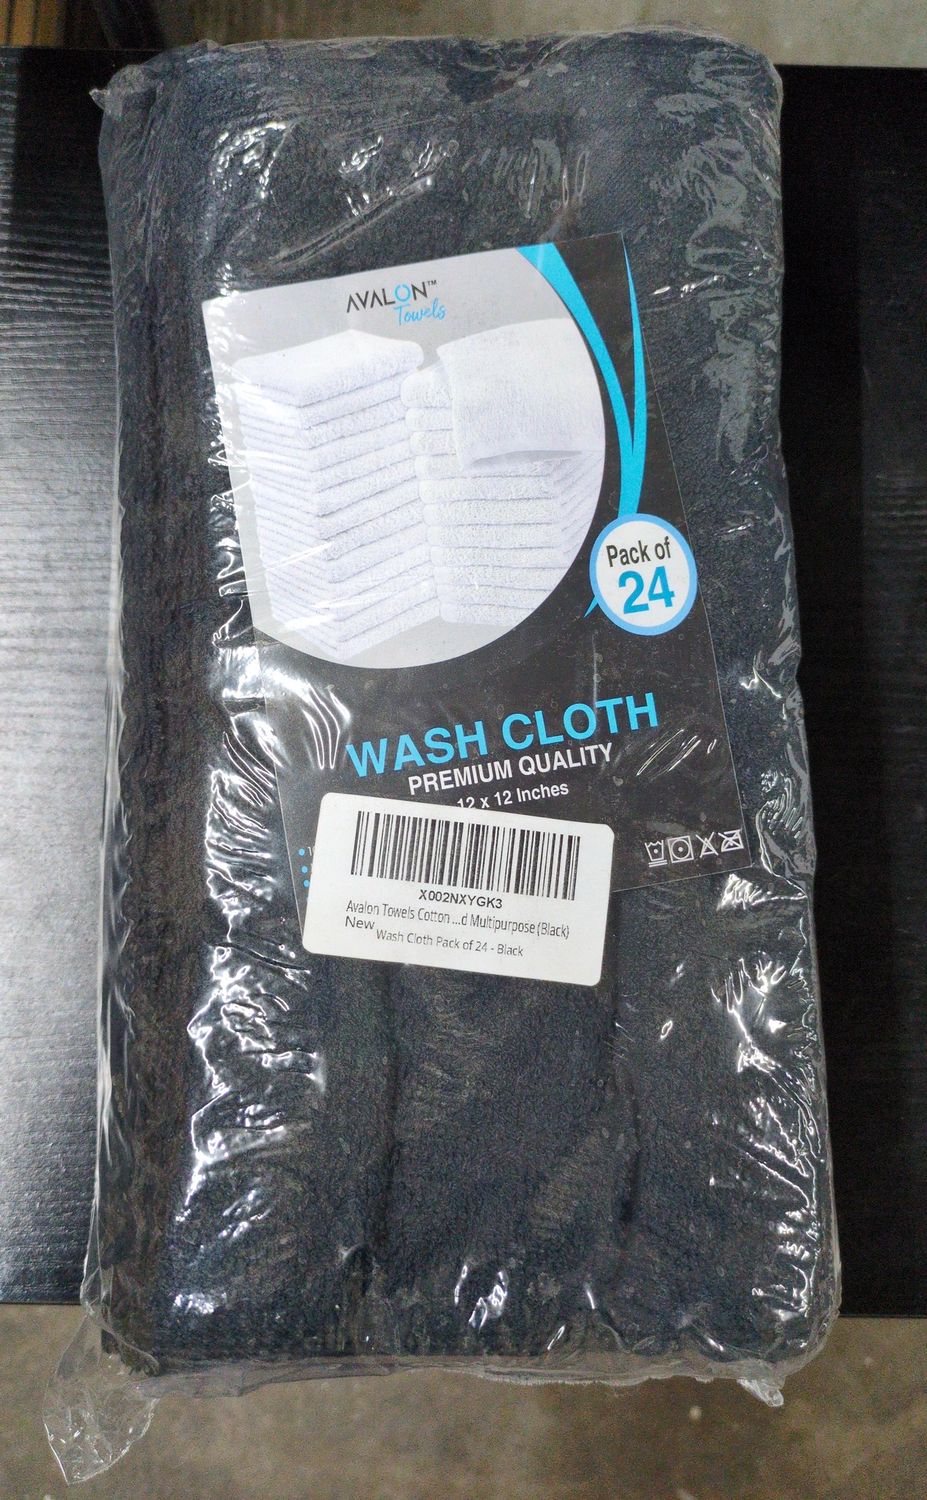 AVALON™
Towels
Pack of
24
WASH CLOTH
PREMIUM QUALITY
12 x 12 Inches
X002NXYGK3
Avalon Towels Cotton ...d Multipurpose (Black)
New
Wash Cloth Pack of 24 - Black